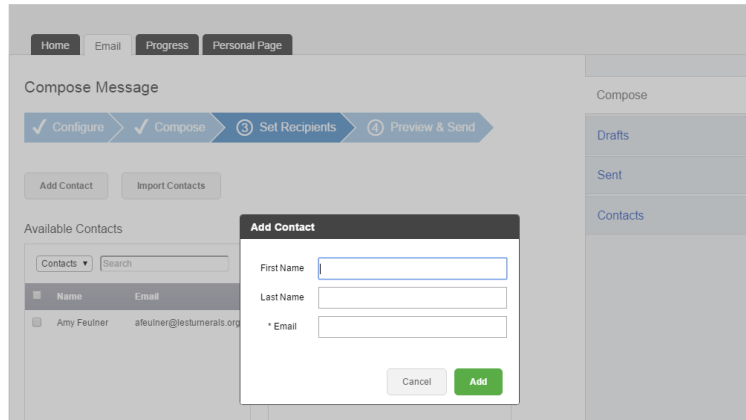 Home Email Progress Personal Page
Compose Message
Configure Compose 3 Set Recipients 4 Preview & Send
Add Contact Import Contacts
Available Contacts
Contacts Search
Name Email
Amy Feulner afeulner@lesturnerals.org
Add Contact
First Name
Last Name
* Email
Cancel Add
Compose
Drafts
Sent
Contacts